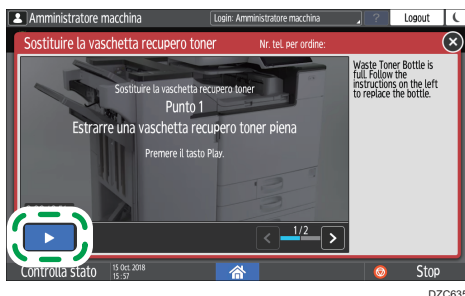 Amministratore macchina
Login: Amministratore macchina
?
Logout
Sostituire la vaschetta recupero toner
Nr. tel. per ordine:
Sostituire la vaschetta recupero toner
Punto 1
Estrarre una vaschetta recupero toner piena
Premere il tasto Play.
Waste Toner Bottle is
full. Follow the
instructions on the left
to replace the bottle.
1/2
Controlla stato
15 Oct. 2018
15:57
Stop